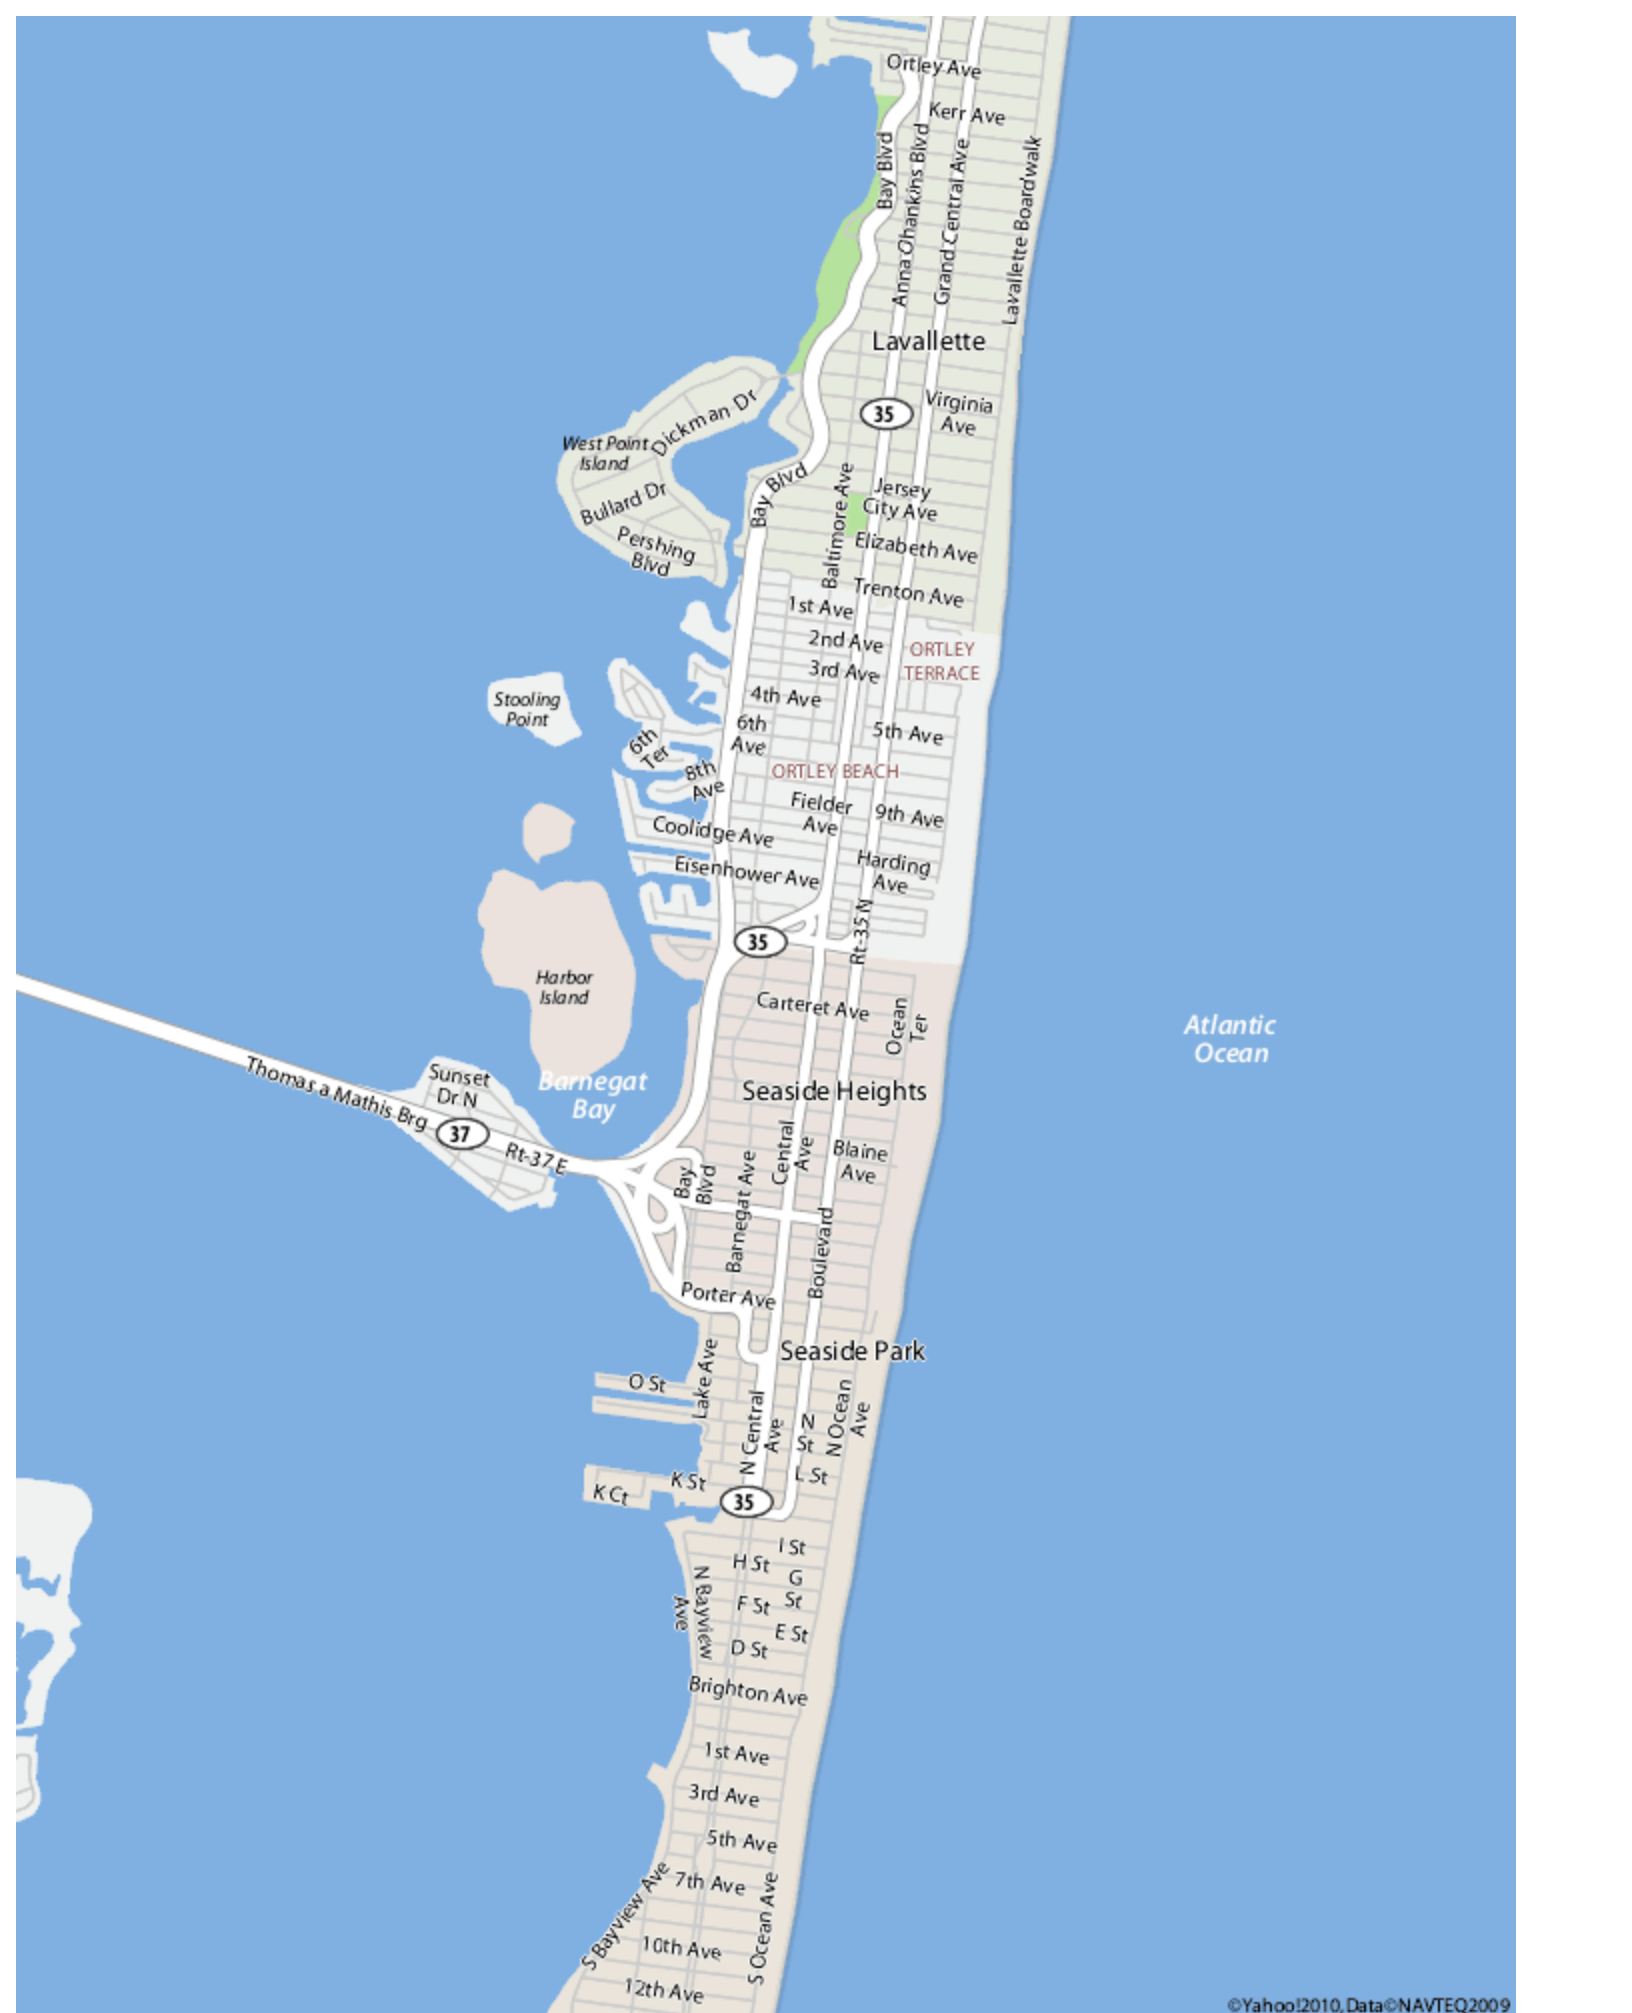 Ortley Ave
Kerr Ave
Bay Blvd
Anna Ohankins Blvd
Grand Central Ave
Lavallette Boardwalk
Lavallette
Dickman Dr
35
Virginia
Ave
West Point
Island
Bay Blvd
Baltimore Ave
Jersey
City Ave
Bullard Dr
Elizabeth Ave
Pershing
Blvd
Trenton Ave
1st Ave
2nd Ave
ORTLEY
TERRACE
3rd Ave
4th Ave
Stooling
Point
6th
Ave
5th Ave
6th
Ter
8th
Ave
ORTLEY BEACH
Fielder
Ave
9th Ave
Coolidge Ave
Harding
Ave
Eisenhower Ave
Rt-35 N
35
Harbor
Island
Carteret Ave
Ocean
Ter
Atlantic
Ocean
Sunset
Dr N
Barnegat
Bay
Seaside Heights
Thomas a Mathis Brg
37
Rt-37 E
Bay
Blvd
Barnegat Ave
Central
Ave
Blaine
Ave
Boulevard
Porter Ave
Seaside Park
Lake Ave
O St
N Central
Ave
N
St
N Ocean
Ave
K St
L St
K Ct
35
I St
H St
G
St
N Bayview
Ave
F St
E St
D St
Brighton Ave
1st Ave
3rd Ave
5th Ave
7th Ave
S Bayview Ave
S Ocean Ave
10th Ave
12th Ave
©Yahoo!2010, Data©NAVTEQ2009